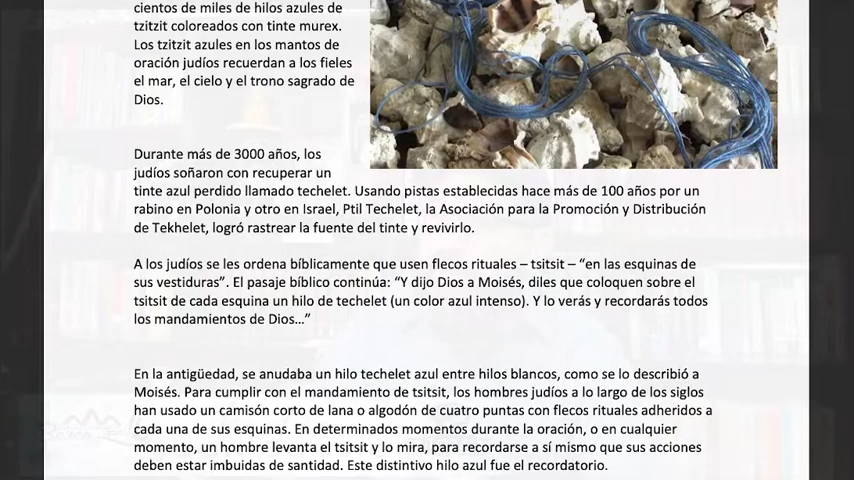 cientos de miles de hilos azules de
tzitzit coloreados con tinte murex.
Los tzitzit azules en los mantos de
oración judíos recuerdan a los fieles
el mar, el cielo y el trono sagrado de
Dios.
Durante más de 3000 años, los
judíos soñaron con recuperar un
tinte azul perdido llamado techelet. Usando pistas establecidas hace más de 100 años por un
rabino en Polonia y otro en Israel, Ptil Techelet, la Asociación para la Promoción y Distribución
de Tekhelet, logró rastrear la fuente del tinte y revivirlo.
A los judíos se les ordena bíblicamente que usen flecos rituales – tsitsit – “en las esquinas de
sus vestiduras”. El pasaje bíblico continúa: “Y dijo Dios a Moisés, diles que coloquen sobre el
tsitsit de cada esquina un hilo de techelet (un color azul intenso). Y lo verás y recordarás todos
los mandamientos de Dios…”
En la antigüedad, se anudaba un hilo techelet azul entre hilos blancos, como se lo describió a
Moisés. Para cumplir con el mandamiento de tsitsit, los hombres judíos a lo largo de los siglos
han usado un camisón corto de lana o algodón de cuatro puntas con flecos rituales adheridos a
cada una de sus esquinas. En determinados momentos durante la oración, o en cualquier
momento, un hombre levanta el tsitsit y lo mira, para recordarse a sí mismo que sus acciones
deben estar imbuidas de santidad. Este distintivo hilo azul fue el recordatorio.